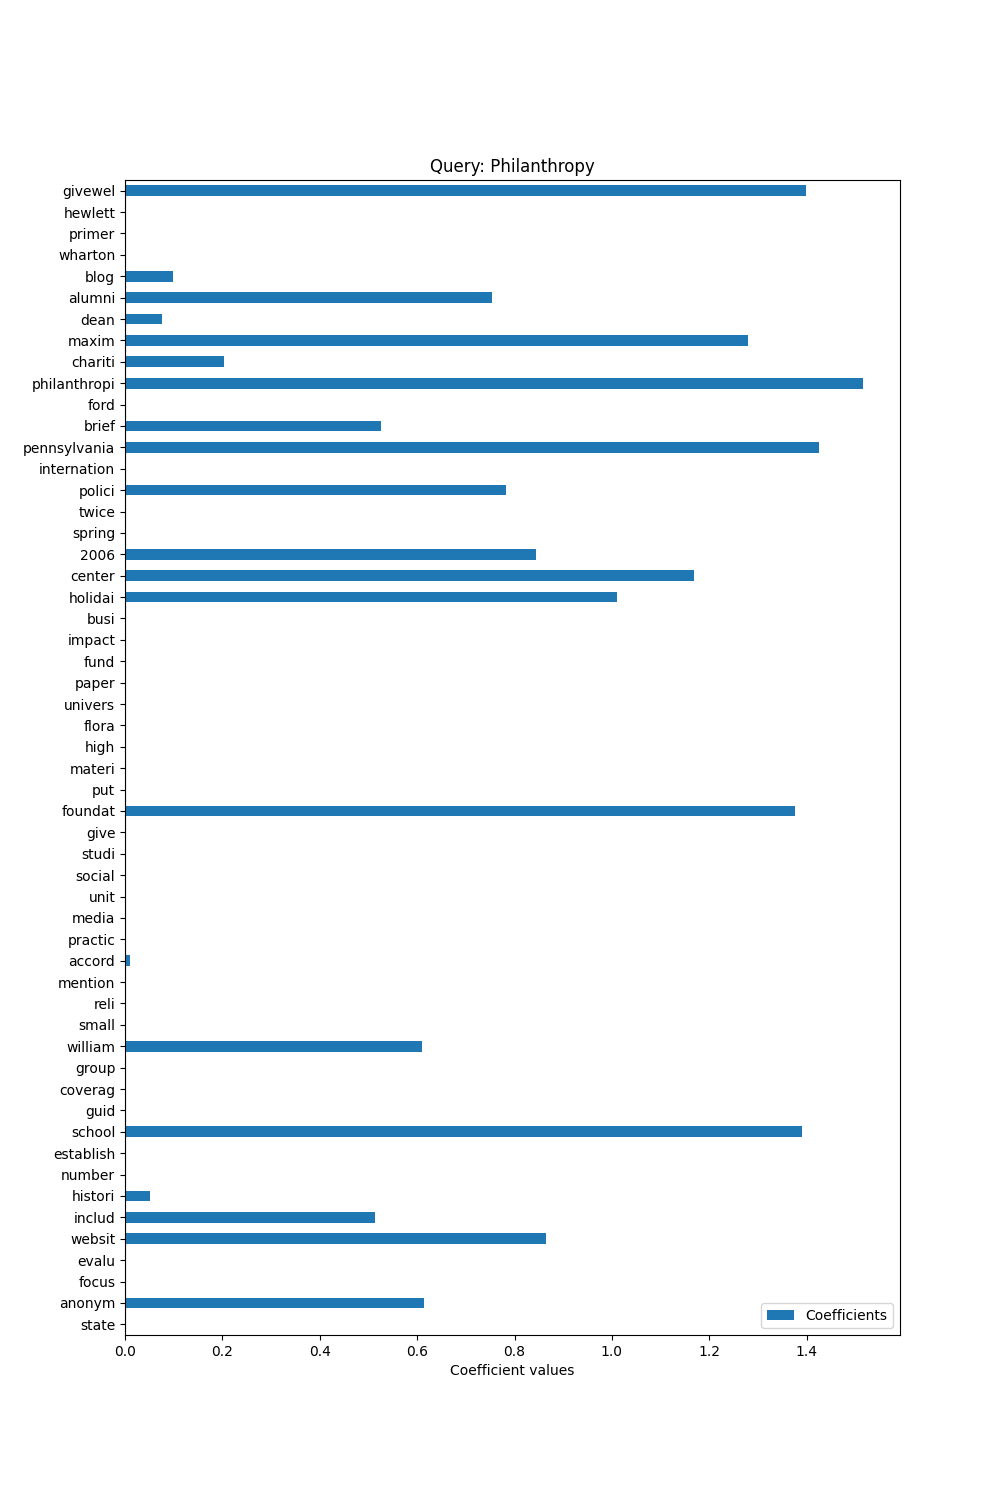 Query: Philanthropy
givewel
hewlett
primer
wharton
blog
alumni
dean
maxim
chariti
philanthropi
ford
brief
pennsylvania
internation
polici
twice
spring
2006
center
holidai
busi
impact
fund
paper
univers
flora
high
materi
put
foundat
give
studi
social
unit
media
practic
accord
mention
reli
small
william
group
coverag
guid
school
establish
number
histori
includ
websit
evalu
focus
anonym
state
Coefficients
0.0 0.2 0.4 0.6 0.8 1.0 1.2 1.4
Coefficient values